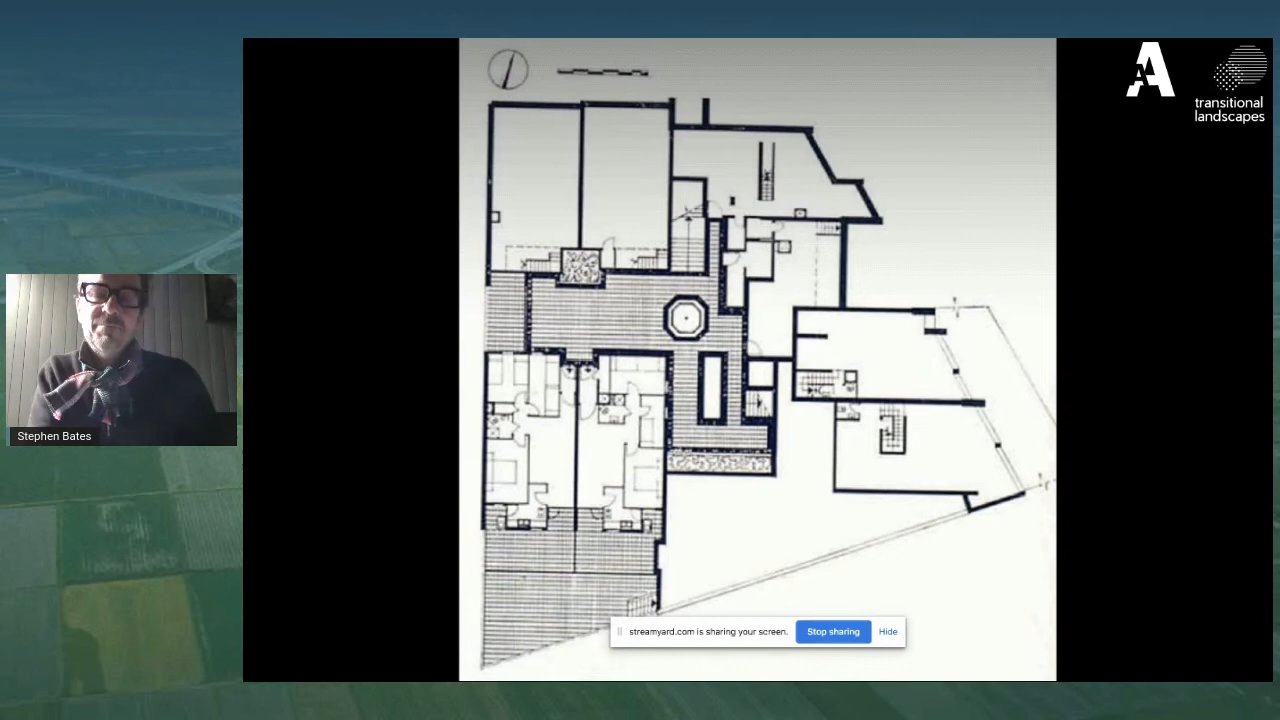 A
A
transitional
landscapes
Stephen Bates
streamyard.com is sharing your screen.
Stop sharing
Hide